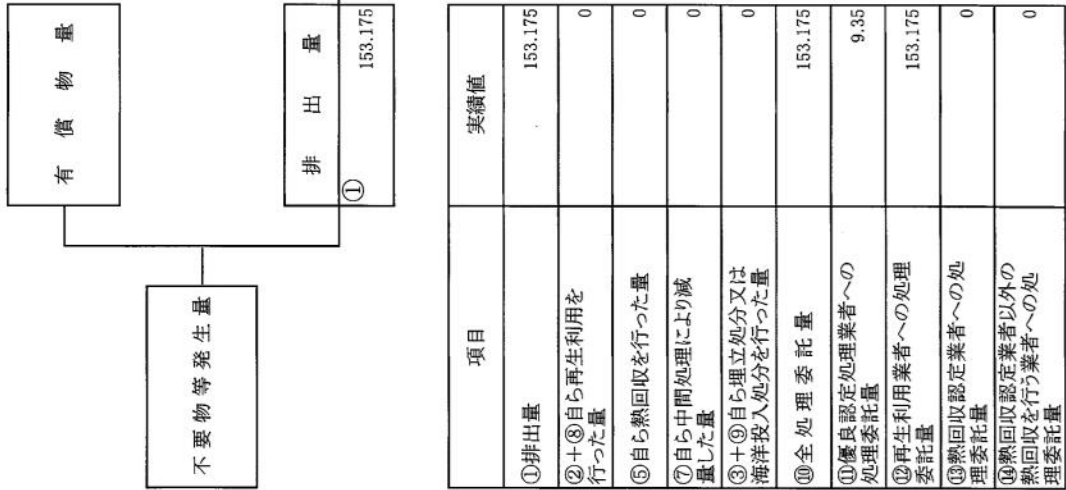 有償物量
不要物等発生量
排出量
①
153.175
項目
実績値
①排出量
153.175
②+⑧自ら再生利用を
行った量
0
⑤自ら熱回収を行った量
0
⑦自ら中間処理により減
量した量
0
③+⑨自ら埋立処分又は
海洋投入処分を行った量
0
⑩全処理委託量
153.175
⑪優良認定処理業者への
処理委託量
9.35
⑫再生利用業者への処理
委託量
153.175
⑬熱回収認定業者への処
理委託量
0
⑭熱回収認定業者以外の
熱回収を行う業者への処
理委託量
0